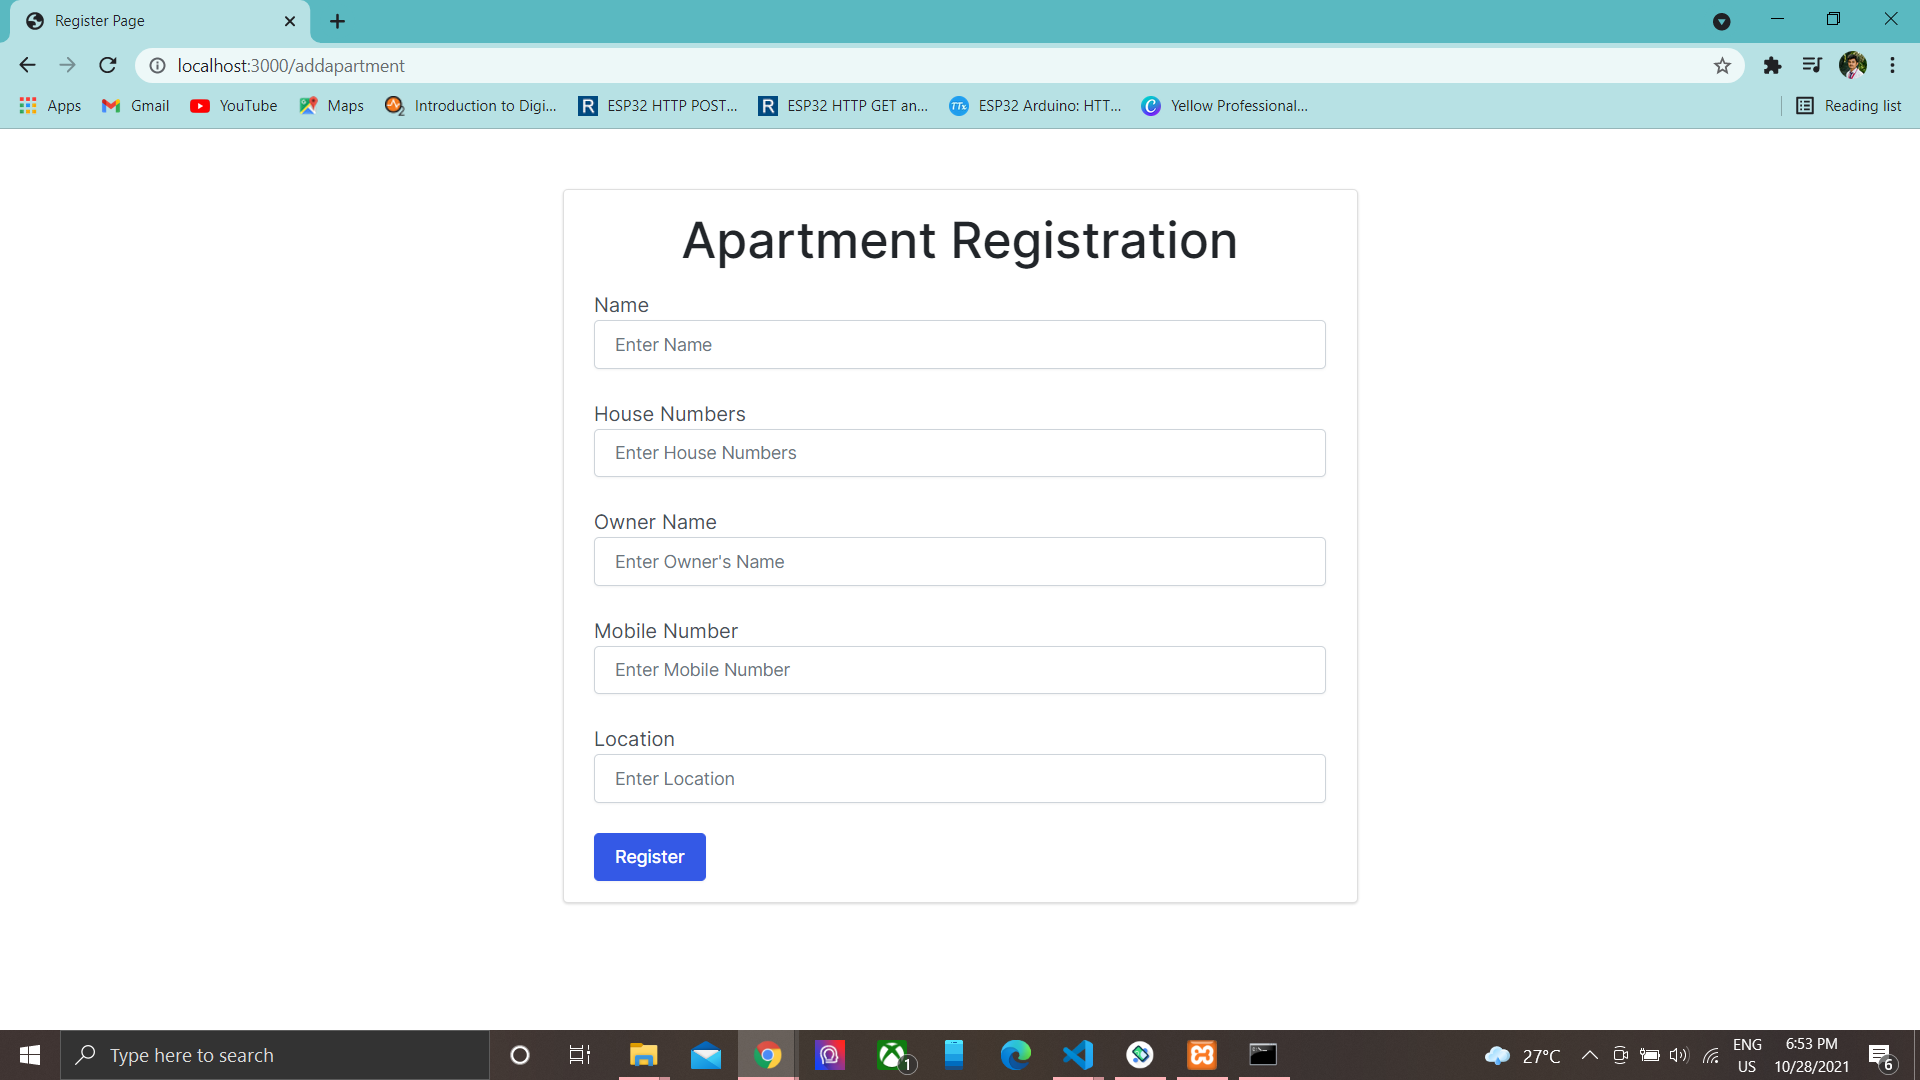 Register Page
localhost:3000/addapartment
Apps Gmail YouTube Maps Introduction to Digi... R ESP32 HTTP POST... R ESP32 HTTP GET an... TTx ESP32 Arduino: HTT... C Yellow Professional... Reading list
Apartment Registration
Name
Enter Name
House Numbers
Enter House Numbers
Owner Name
Enter Owner's Name
Mobile Number
Enter Mobile Number
Location
Enter Location
Register
Type here to search
1
27°C
ENG
US
6:53 PM
10/28/2021
6